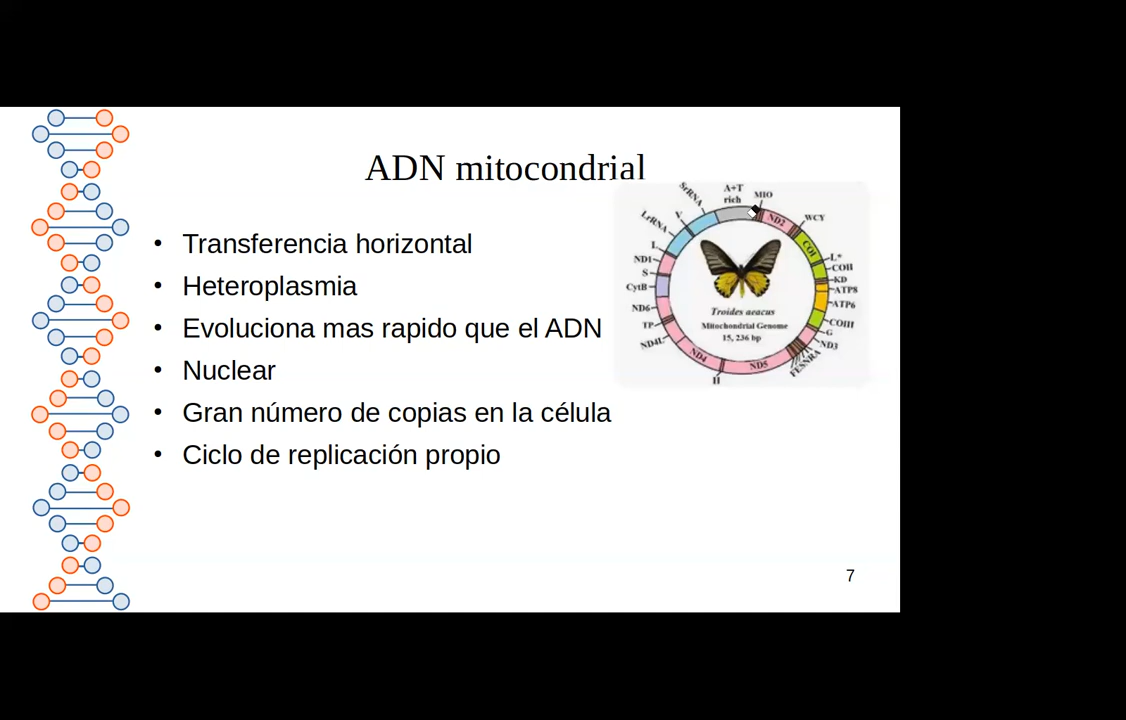 ADN mitocondrial
• Transferencia horizontal
• Heteroplasmia
• Evoluciona mas rapido que el ADN
• Nuclear
• Gran número de copias en la célula
• Ciclo de replicación propio
A+T
rich
MIO
ND2
WCY
COI
L*
COII
KD
ATP8
ATP6
COIII
G
ND3
FESNRA
ND5
H
ND4
ND4L
TP
ND6
CytB
S
ND1
L
LrRNA
V
SrRNA
Troides aeacus
Mitochondrial Genome
15, 236 bp
7